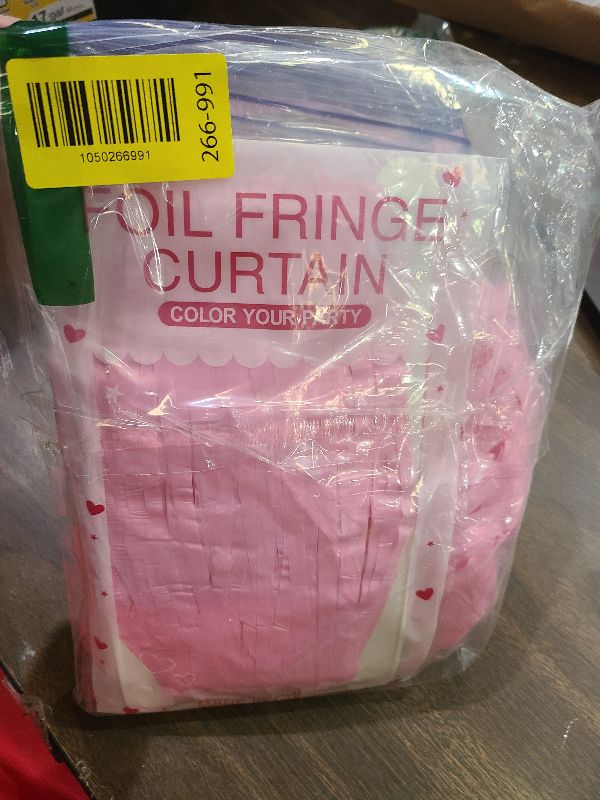 1050266991
266-991
FOIL FRINGE
CURTAIN
COLOR YOUR PARTY